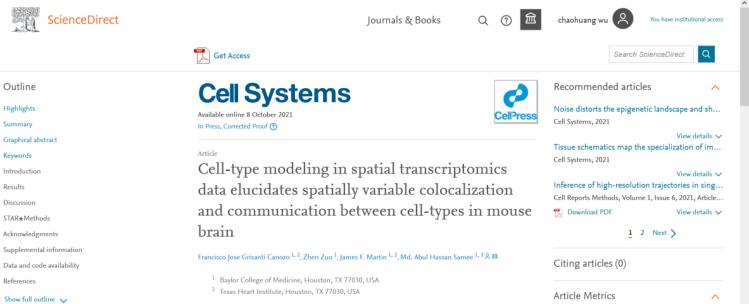 ScienceDirect
Journals & Books
chaohuang wu
You have institutional access
Get Access
Search ScienceDirect
Outline
Highlights
Summary
Graphical abstract
Keywords
Introduction
Results
Discussion
STAR★Methods
Acknowledgments
Supplemental information
Data and code availability
References
Show full outline
Cell Systems
Available online 8 October 2021
In Press, Corrected Proof
CellPress
Article
Cell-type modeling in spatial transcriptomics
data elucidates spatially variable colocalization
and communication between cell-types in mouse
brain
Francisco Jose Grisanti Canozo 1, 2, Zhen Zuo 1, James F. Martin 1, 2, Md. Abul Hassan Samee 1, 3
1 Baylor College of Medicine, Houston, TX 77030, USA
2 Texas Heart Institute, Houston, TX 77030, USA
Recommended articles
Noise distorts the epigenetic landscape and sh...
Cell Systems, 2021
View details
Tissue schematics map the specialization of im...
Cell Systems, 2021
View details
Inference of high-resolution trajectories in sing...
Cell Reports Methods, Volume 1, Issue 6, 2021, Article...
Download PDF
View details
1 2 Next
Citing articles (0)
Article Metrics